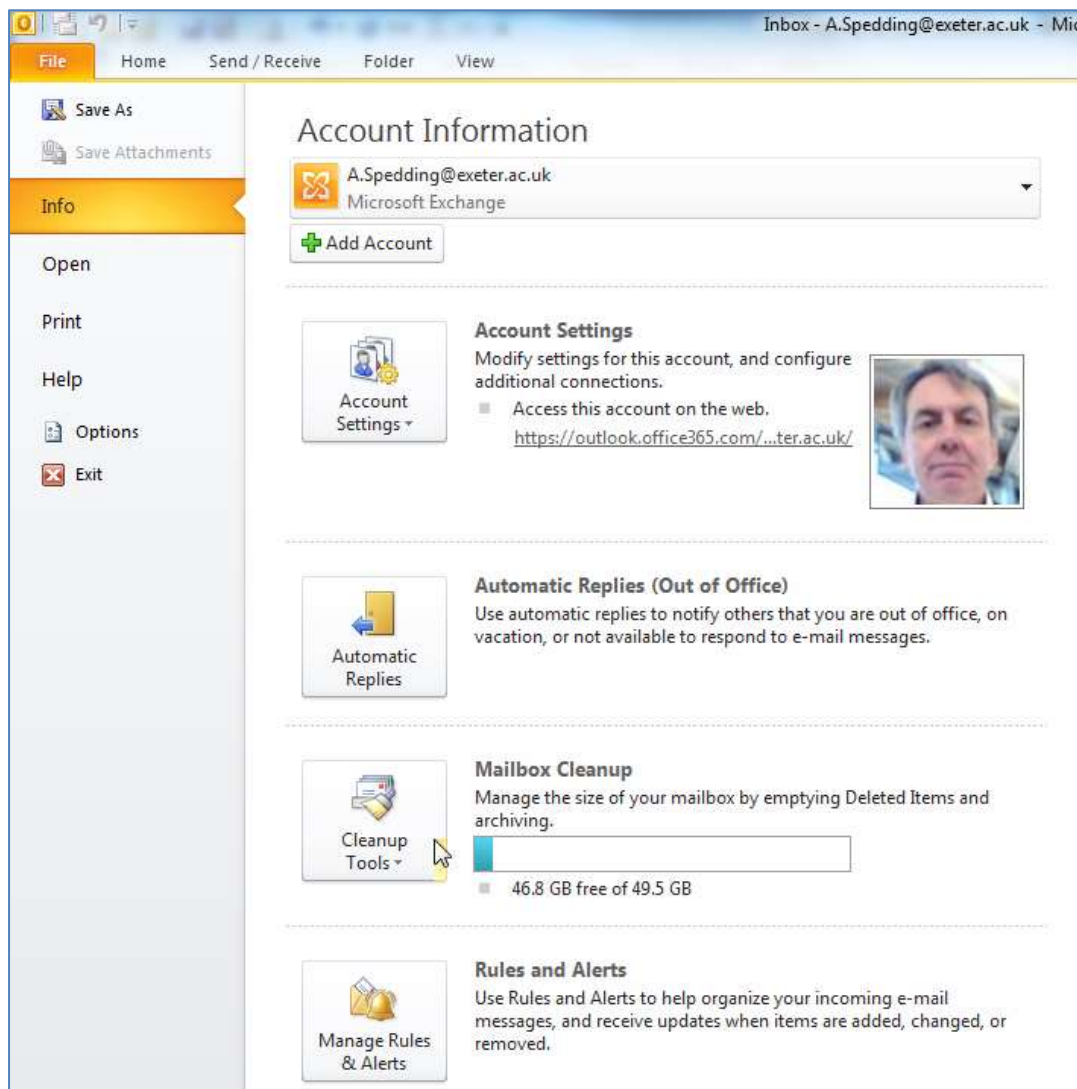 Inbox - A.Spedding@exeter.ac.uk - Mic
File Home Send / Receive Folder View
Save As
Save Attachments
Info
Open
Print
Help
Options
Exit
Account Information
A.Spedding@exeter.ac.uk
Microsoft Exchange
Add Account
Account
Settings
Account Settings
Modify settings for this account, and configure
additional connections.
Access this account on the web.
https://outlook.office365.com/...ter.ac.uk/
Automatic
Replies
Automatic Replies (Out of Office)
Use automatic replies to notify others that you are out of office, on
vacation, or not available to respond to e-mail messages.
Cleanup
Tools
Mailbox Cleanup
Manage the size of your mailbox by emptying Deleted Items and
archiving.
46.8 GB free of 49.5 GB
Manage Rules
& Alerts
Rules and Alerts
Use Rules and Alerts to help organize your incoming e-mail
messages, and receive updates when items are added, changed, or
removed.